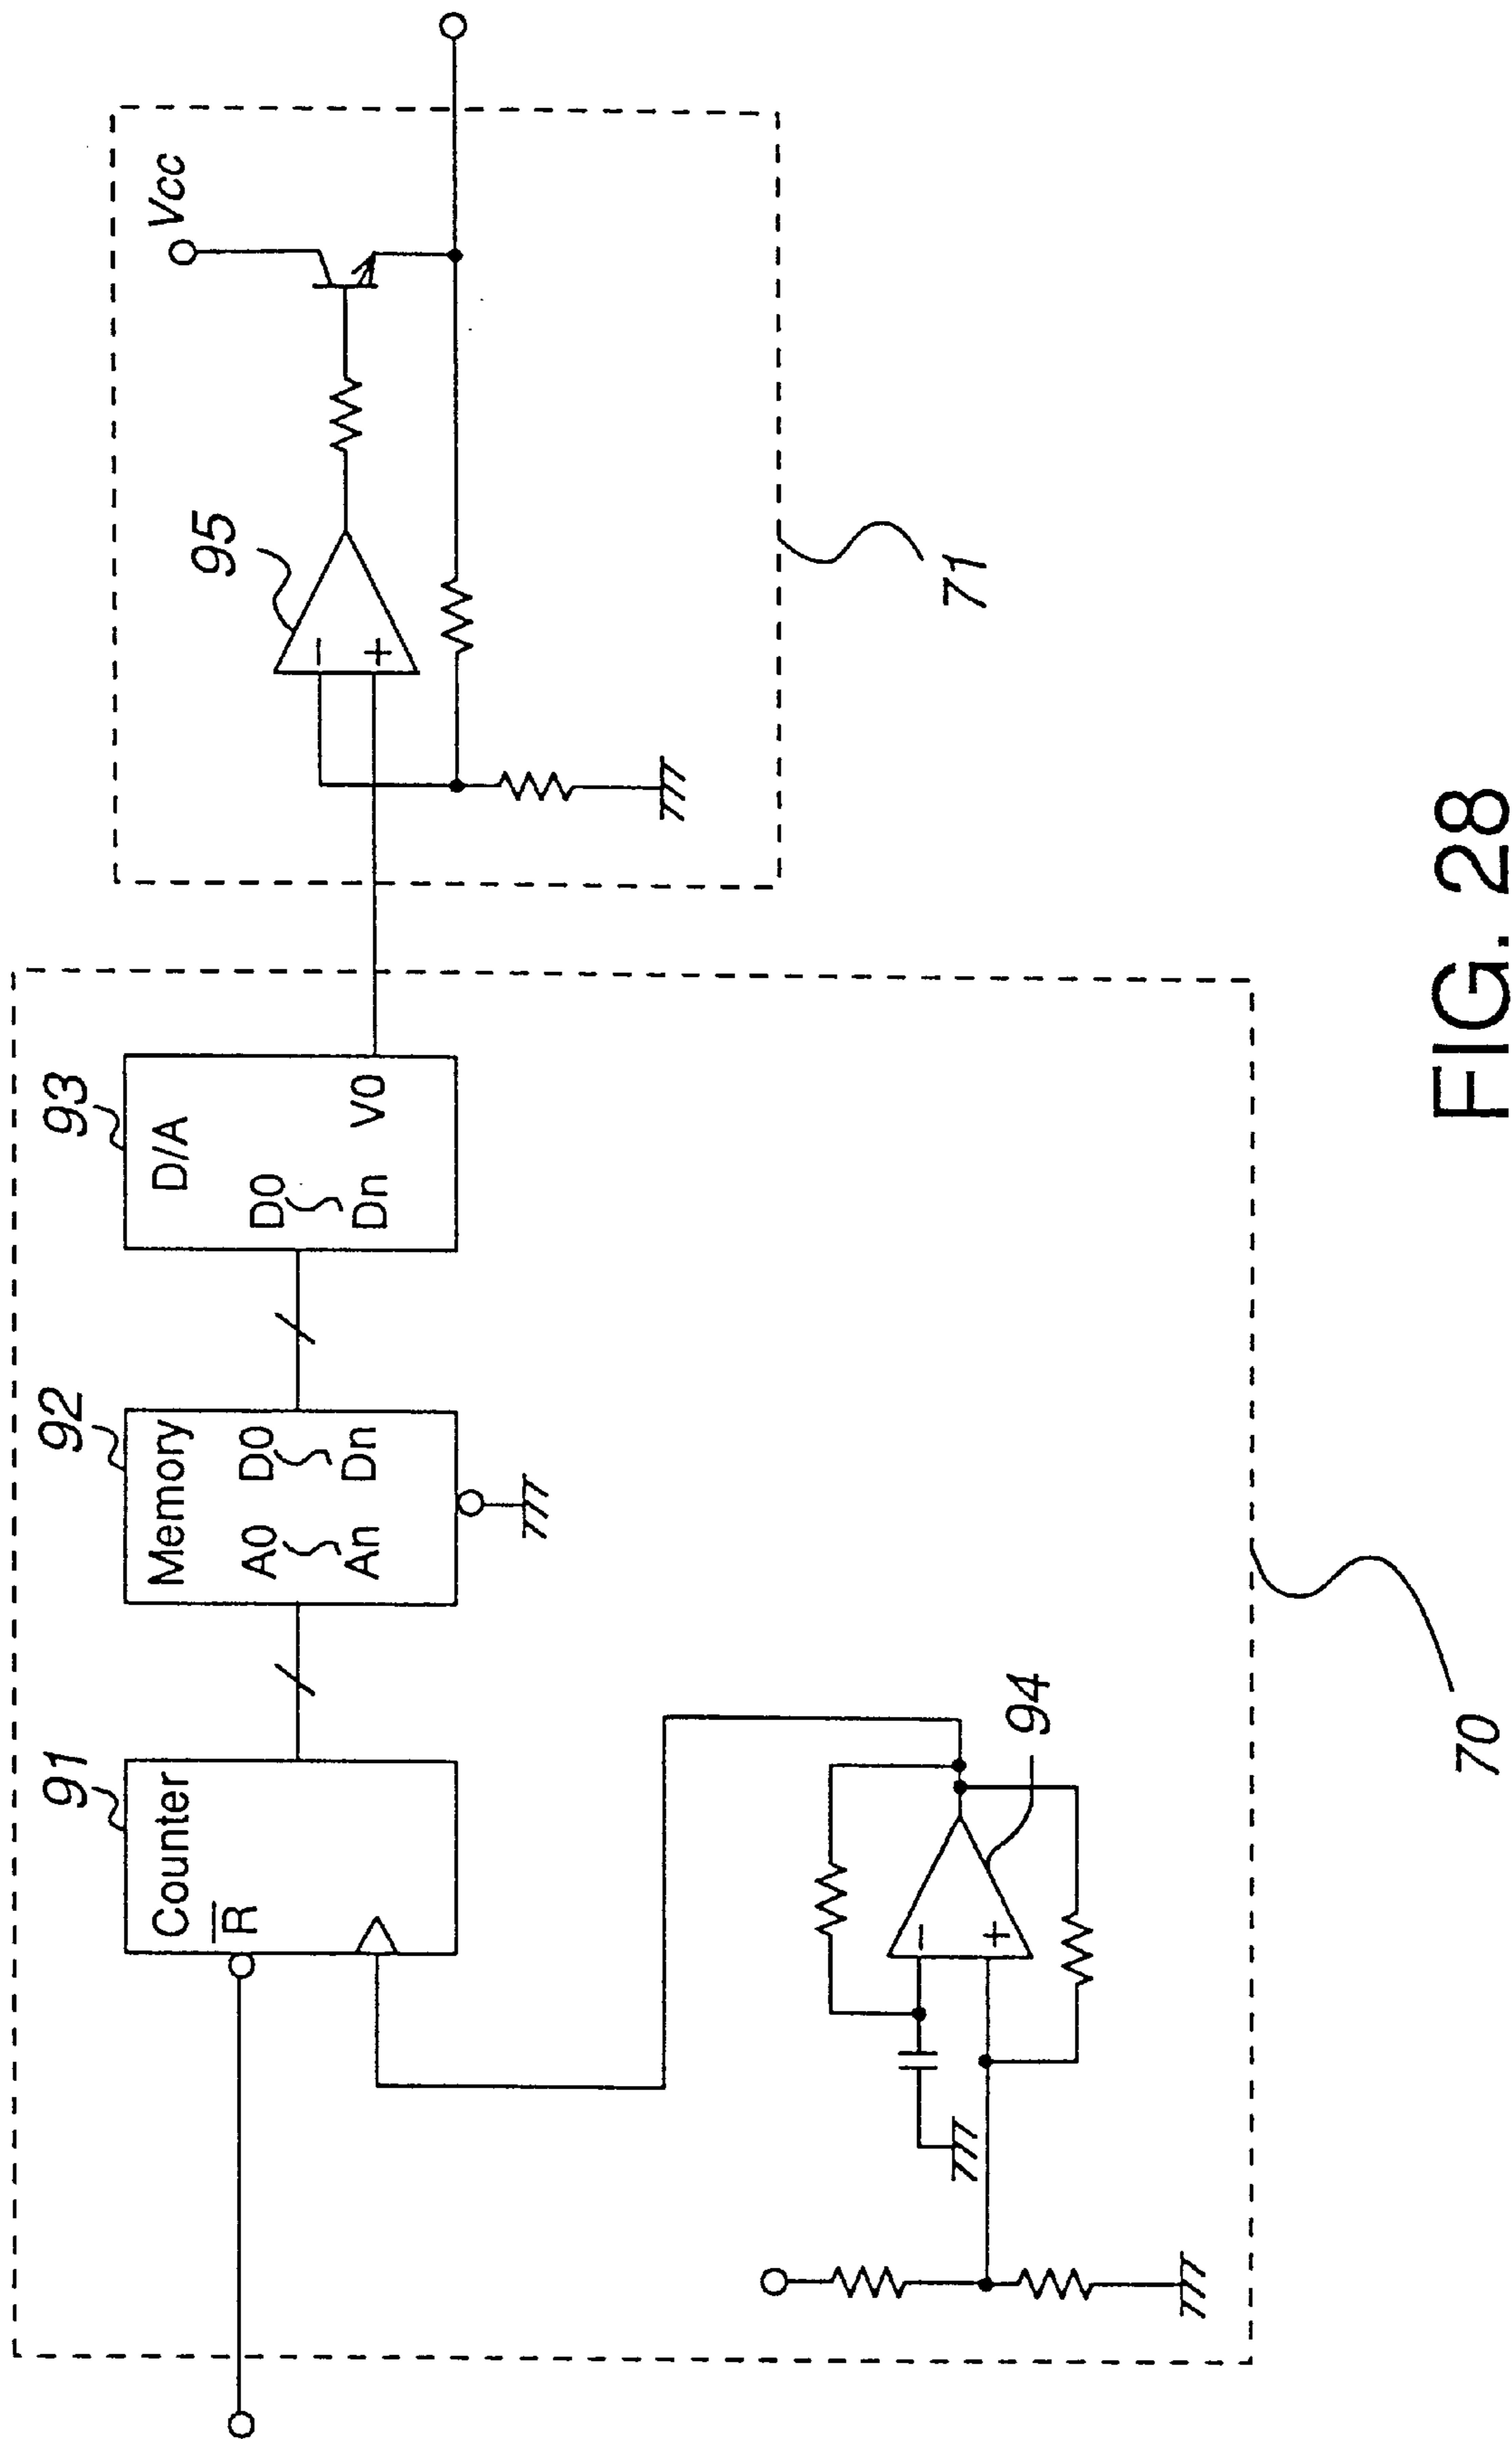 91
Counter
R
92
Memory
A0 D0
An Dn
93
D/A
D0
Dn
V0
95
−
+
Vcc
71
94
−
+
70
FIG. 28